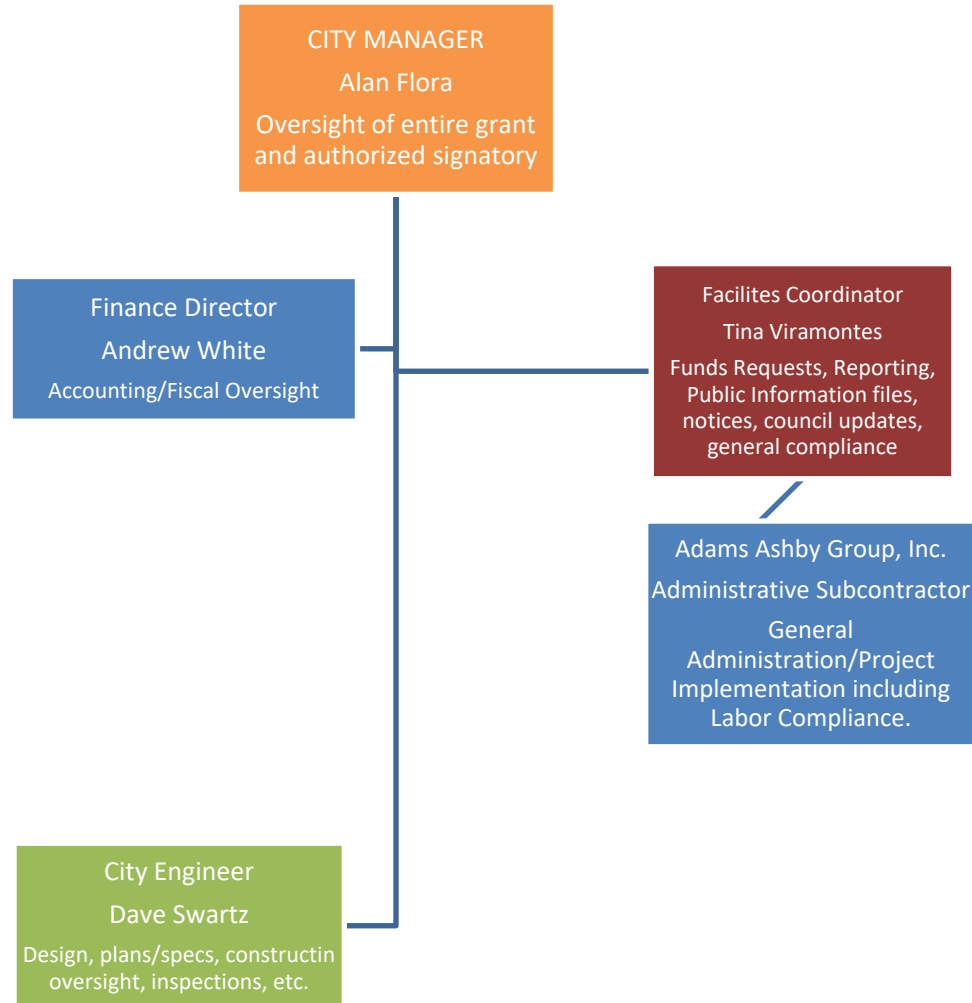 CITY MANAGER
Alan Flora
Oversight of entire grant
and authorized signatory
Finance Director
Andrew White
Accounting/Fiscal Oversight
Facilites Coordinator
Tina Viramontes
Funds Requests, Reporting,
Public Information files,
notices, council updates,
general compliance
Adams Ashby Group, Inc.
Administrative Subcontractor
General
Administration/Project
Implementation including
Labor Compliance.
City Engineer
Dave Swartz
Design, plans/specs, constructin
oversight, inspections, etc.